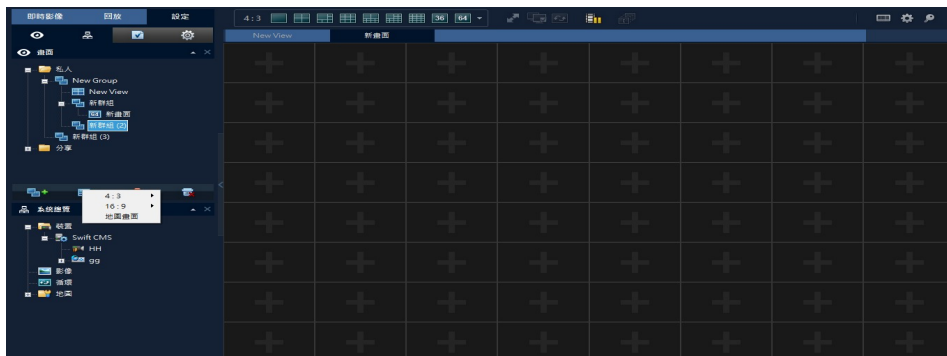 即時影像 回放 設定 4:3 36 64
New View 新畫面
畫面
私人
New Group
New View
新群組
64 新畫面
新群組 (2)
新群組 (3)
分享
4:3
16:9
地圖畫面
系統總覽
裝置
Swift CMS
HH
gg
影像
循環
地圖